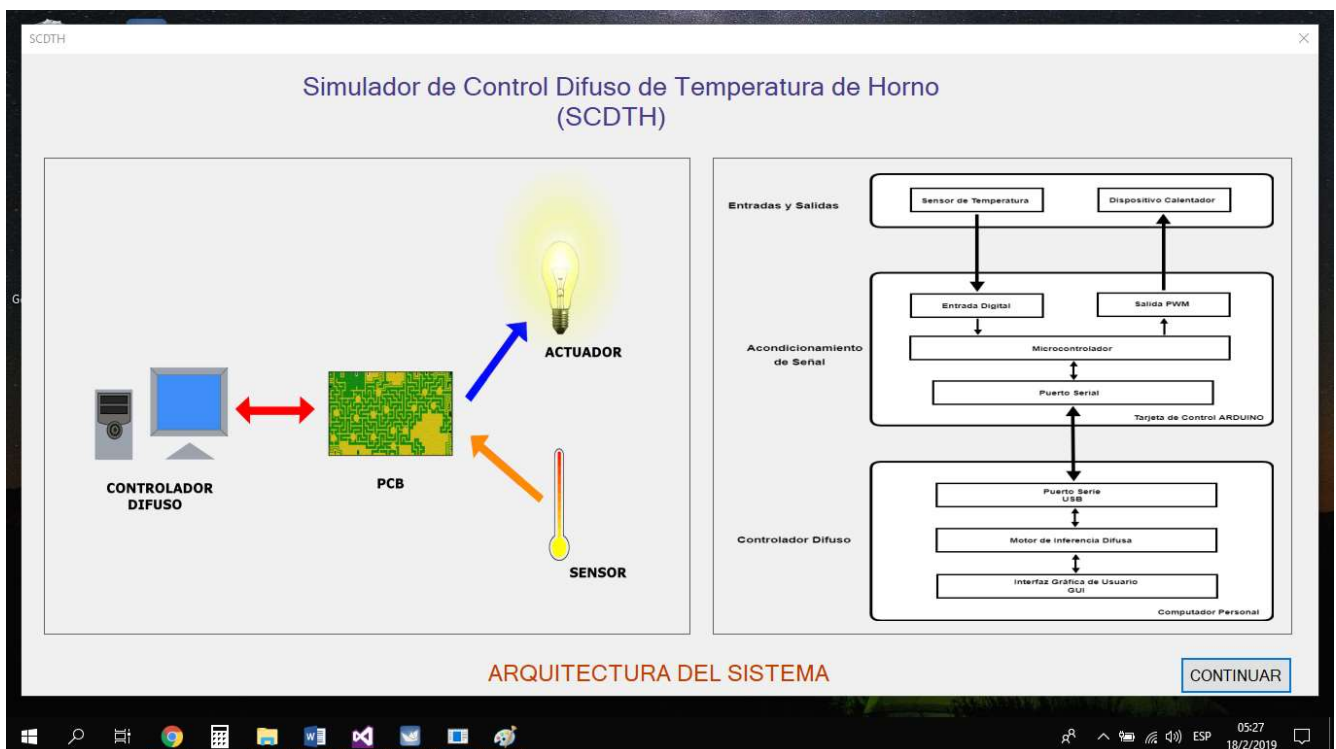 SCDTH
Simulador de Control Difuso de Temperatura de Horno
(SCDTH)
ACTUADOR
CONTROLADOR
DIFUSO
PCB
SENSOR
Entradas y Salidas
Sensor de Temperatura
Dispositivo Calentador
Acondicionamiento
de Señal
Entrada Digital
Salida PWM
Microcontrolador
Puerto Serial
Tarjeta de Control ARDUINO
Controlador Difuso
Puerto Serie
USB
Motor de Inferencia Difusa
Interfaz Gráfica de Usuario
GUI
Computador Personal
ARQUITECTURA DEL SISTEMA
CONTINUAR
ESP
05:27
18/2/2019